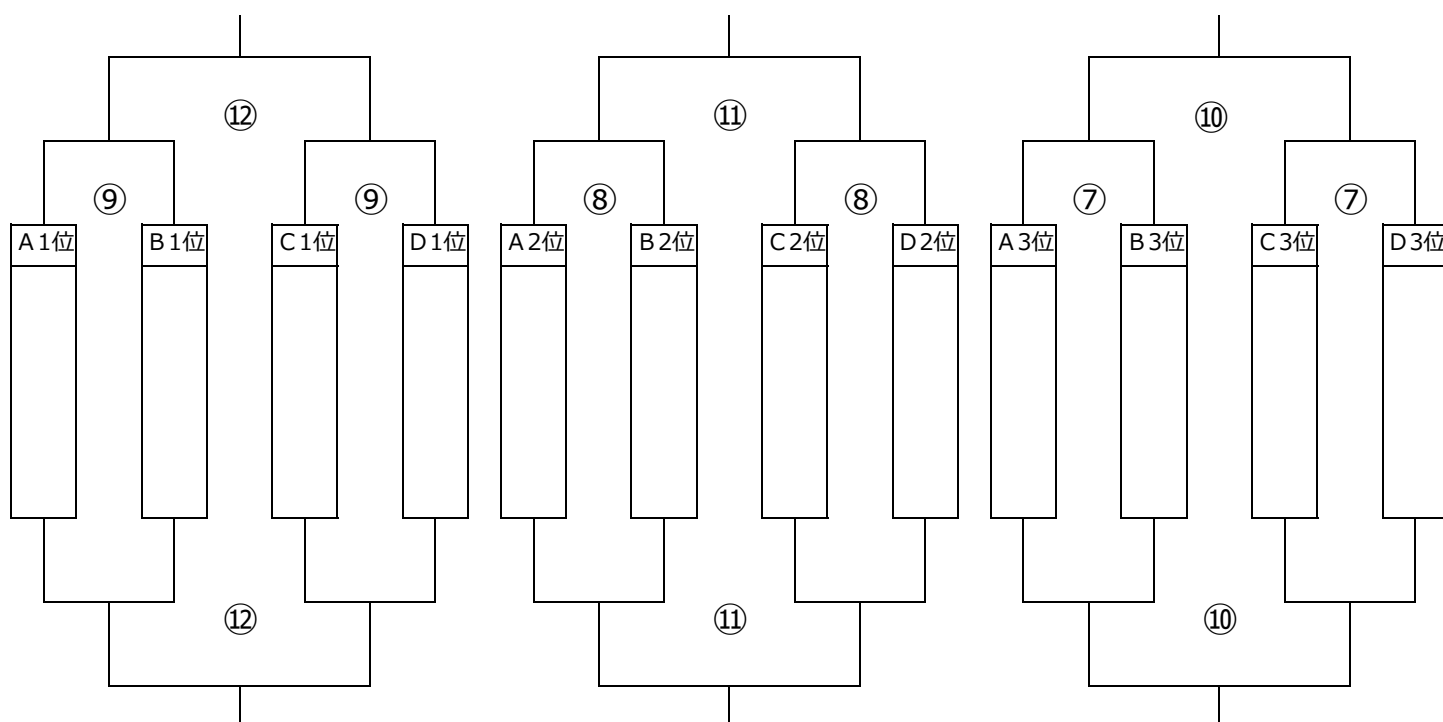 ⑫ ⑪ ⑩
⑨ ⑨ ⑧ ⑧ ⑦ ⑦
A1位 B1位 C1位 D1位 A2位 B2位 C2位 D2位 A3位 B3位 C3位 D3位
⑫ ⑪ ⑩